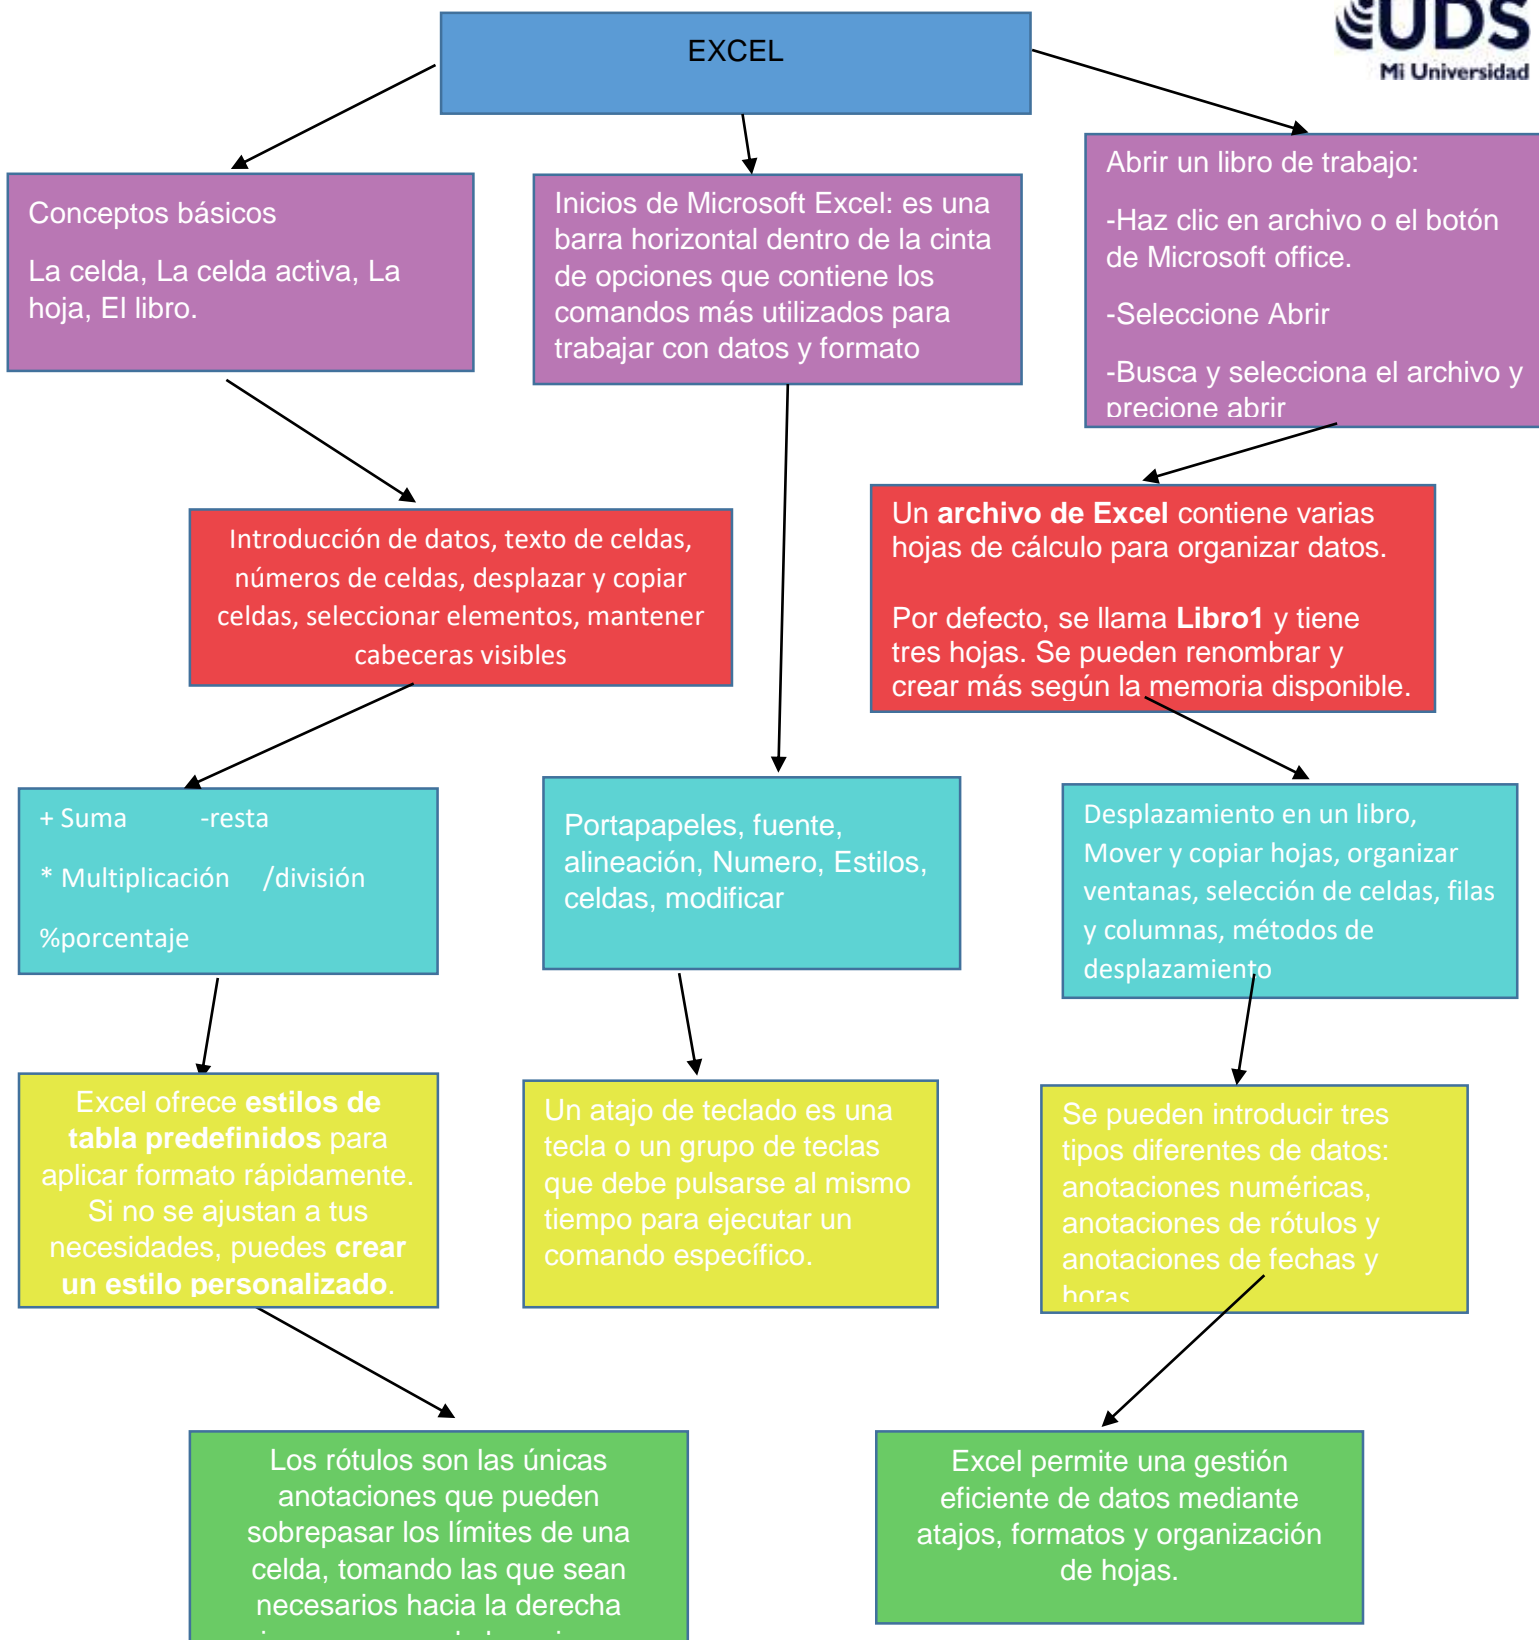 EXCEL
UDS
Mi Universidad
Conceptos básicos
La celda, La celda activa, La
hoja, El libro.
Inicios de Microsoft Excel: es una
barra horizontal dentro de la cinta
de opciones que contiene los
comandos más utilizados para
trabajar con datos y formato
Abrir un libro de trabajo:
-Haz clic en archivo o el botón
de Microsoft office.
-Seleccione Abrir
-Busca y selecciona el archivo y
precione abrir
Introducción de datos, texto de celdas,
números de celdas, desplazar y copiar
celdas, seleccionar elementos, mantener
cabeceras visibles
Un archivo de Excel contiene varias
hojas de cálculo para organizar datos.
Por defecto, se llama Libro1 y tiene
tres hojas. Se pueden renombrar y
crear más según la memoria disponible.
+ Suma -resta
* Multiplicación /división
%porcentaje
Portapapeles, fuente,
alineación, Numero, Estilos,
celdas, modificar
Desplazamiento en un libro,
Mover y copiar hojas, organizar
ventanas, selección de celdas, filas
y columnas, métodos de
desplazamiento
Excel ofrece estilos de
tabla predefinidos para
aplicar formato rápidamente.
Si no se ajustan a tus
necesidades, puedes crear
un estilo personalizado.
Un atajo de teclado es una
tecla o un grupo de teclas
que debe pulsarse al mismo
tiempo para ejecutar un
comando específico.
Se pueden introducir tres
tipos diferentes de datos:
anotaciones numéricas,
anotaciones de rótulos y
anotaciones de fechas y
horas
Los rótulos son las únicas
anotaciones que pueden
sobrepasar los límites de una
celda, tomando las que sean
necesarios hacia la derecha
Excel permite una gestión
eficiente de datos mediante
atajos, formatos y organización
de hojas.